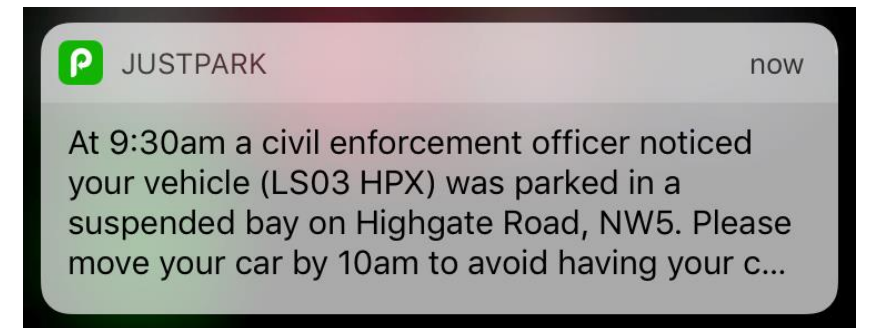 JUSTPARK now
At 9:30am a civil enforcement officer noticed
your vehicle (LS03 HPX) was parked in a
suspended bay on Highgate Road, NW5. Please
move your car by 10am to avoid having your c...